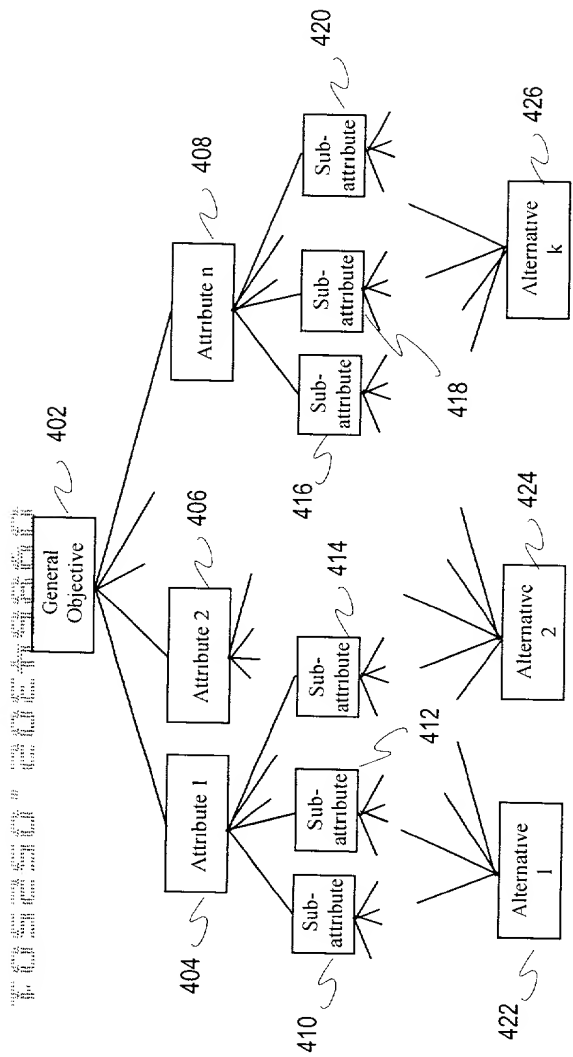 General
Objective
402
Attribute 1
404
Attribute 2
406
Attribute n
408
Sub-
attribute
410
Sub-
attribute
412
Sub-
attribute
414
Sub-
attribute
416
Sub-
attribute
418
Sub-
attribute
420
Alternative
1
422
Alternative
2
424
Alternative
k
426